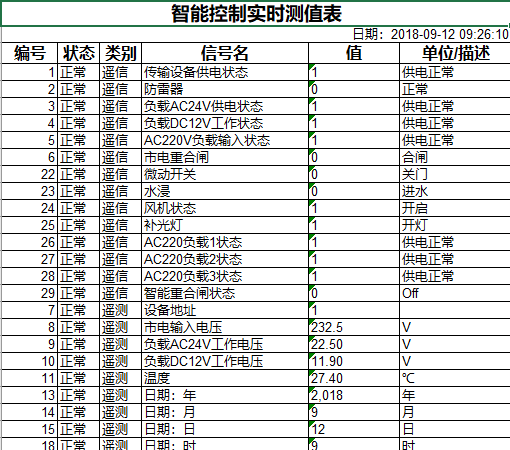 智能控制实时测值表
日期：2018-09-12 09:26:10
编号 状态 类别 信号名 值 单位/描述
1 正常 遥信 传输设备供电状态 1 供电正常
2 正常 遥信 防雷器 0 正常
3 正常 遥信 负载AC24V供电状态 1 供电正常
4 正常 遥信 负载DC12V工作状态 1 供电正常
5 正常 遥信 AC220V负载输入状态 1 供电正常
6 正常 遥信 市电重合闸 0 合闸
22 正常 遥信 微动开关 0 关门
23 正常 遥信 水浸 0 进水
24 正常 遥信 风机状态 1 开启
25 正常 遥信 补光灯 1 开灯
26 正常 遥信 AC220负载1状态 1 供电正常
27 正常 遥信 AC220负载2状态 1 供电正常
28 正常 遥信 AC220负载3状态 1 供电正常
29 正常 遥信 智能重合闸状态 0 Off
7 正常 遥测 设备地址 1
8 正常 遥测 市电输入电压 232.5 V
9 正常 遥测 负载AC24V工作电压 22.50 V
10 正常 遥测 负载DC12V工作电压 11.90 V
11 正常 遥测 温度 27.40 ℃
13 正常 遥测 日期：年 2,018 年
14 正常 遥测 日期：月 9 月
15 正常 遥测 日期：日 12 日
18 正常 遥测 日期：时 9 时